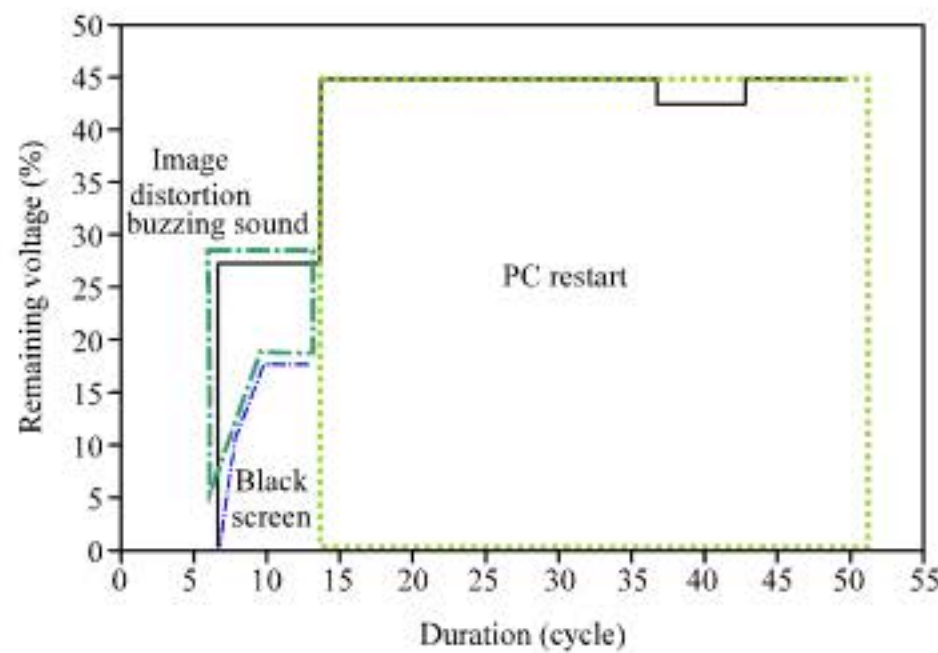 50
45
40
35
30
25
20
15
10
5
0
Remaining voltage (%)
Image
distortion
buzzing sound
PC restart
Black
screen
0 5 10 15 20 25 30 35 40 45 50 55
Duration (cycle)